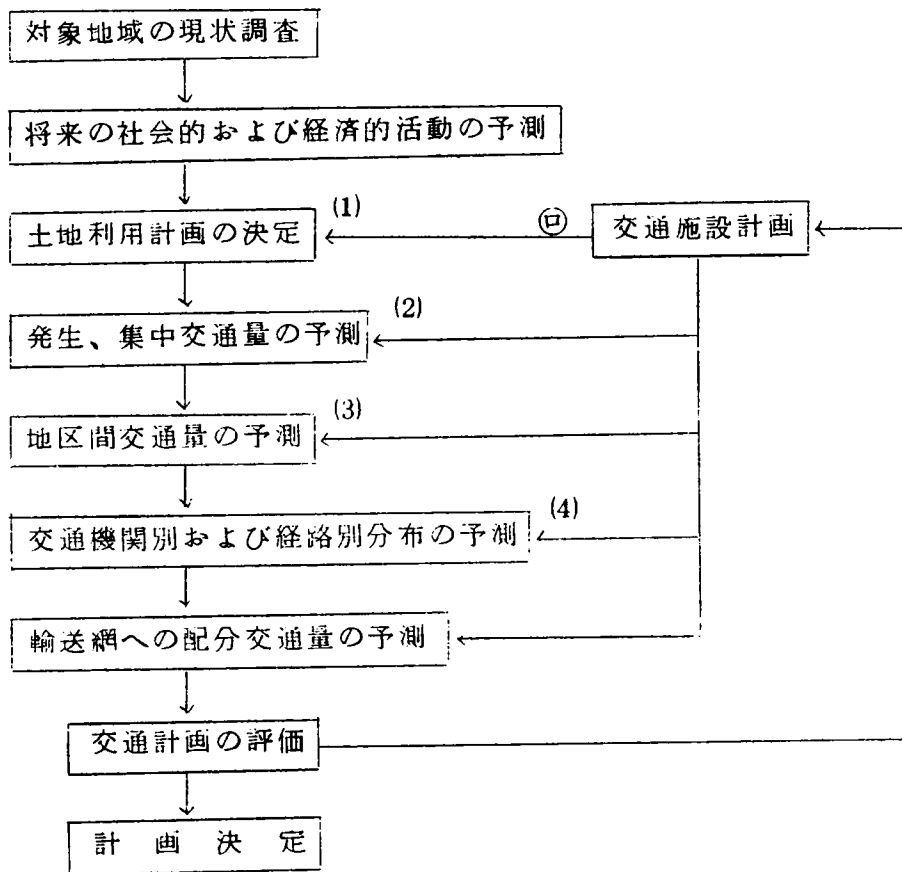 対象地域の現状調査
将来の社会的および経済的活動の予測
土地利用計画の決定
(1)
㋺
交通施設計画
発生、集中交通量の予測
(2)
地区間交通量の予測
(3)
交通機関別および経路別分布の予測
(4)
輸送網への配分交通量の予測
交通計画の評価
計画決定